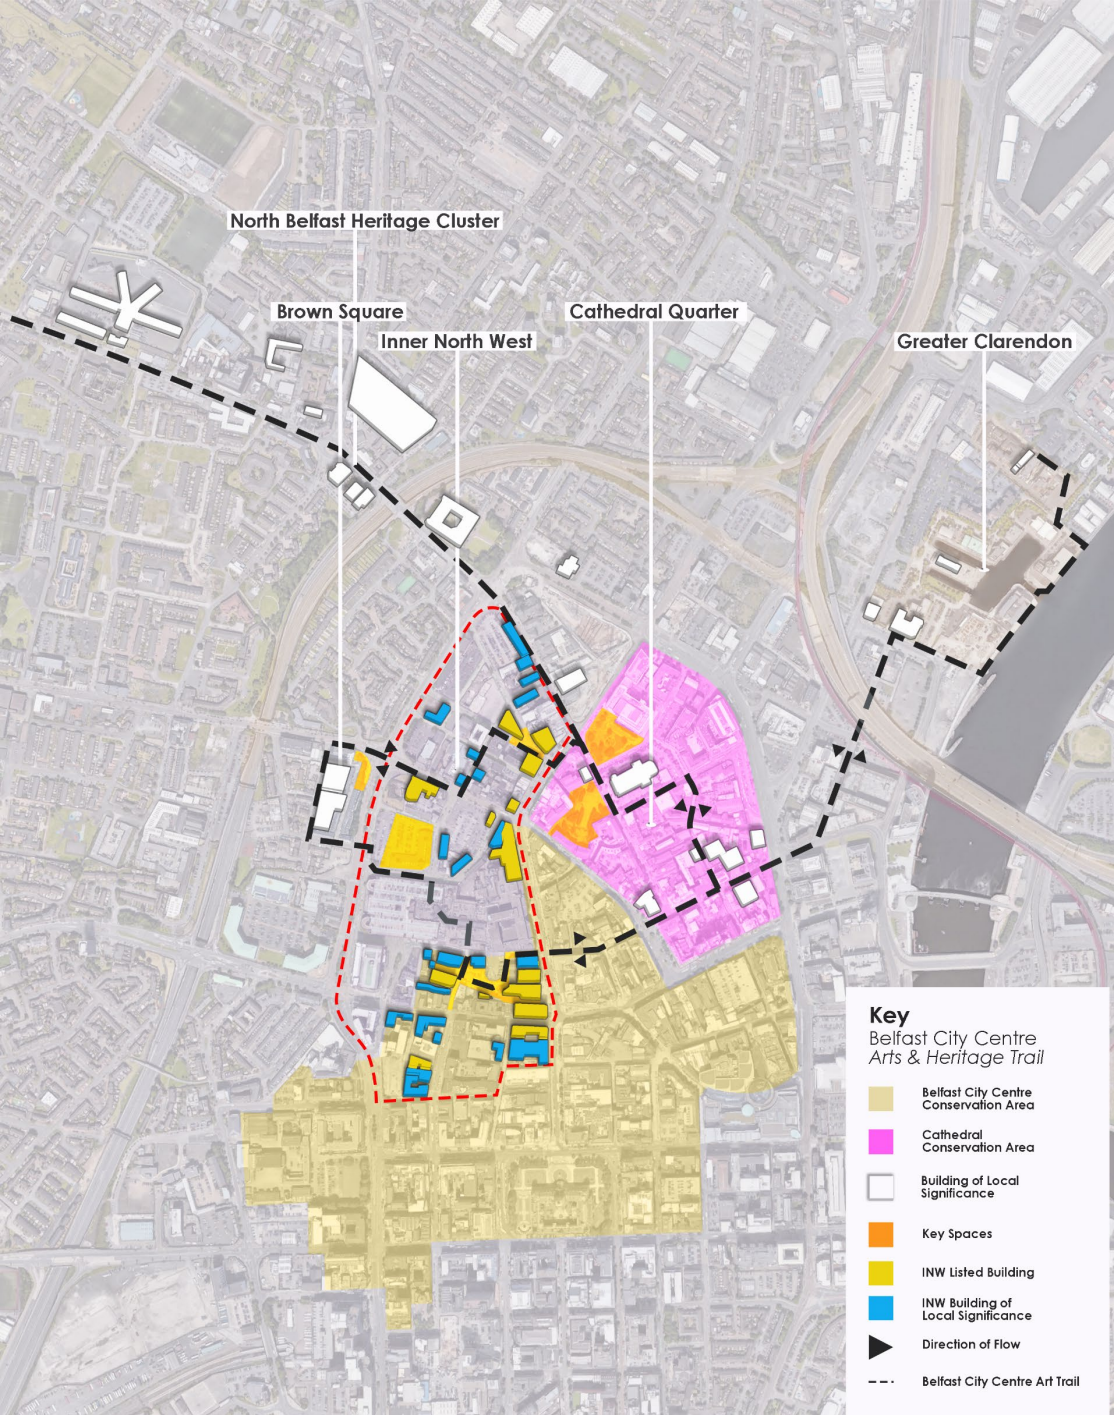 North Belfast Heritage Cluster
Brown Square
Cathedral Quarter
Inner North West
Greater Clarendon
Key
Belfast City Centre
Arts & Heritage Trail
Belfast City Centre
Conservation Area
Cathedral
Conservation Area
Building of Local
Significance
Key Spaces
INW Listed Building
INW Building of
Local Significance
Direction of Flow
Belfast City Centre Art Trail